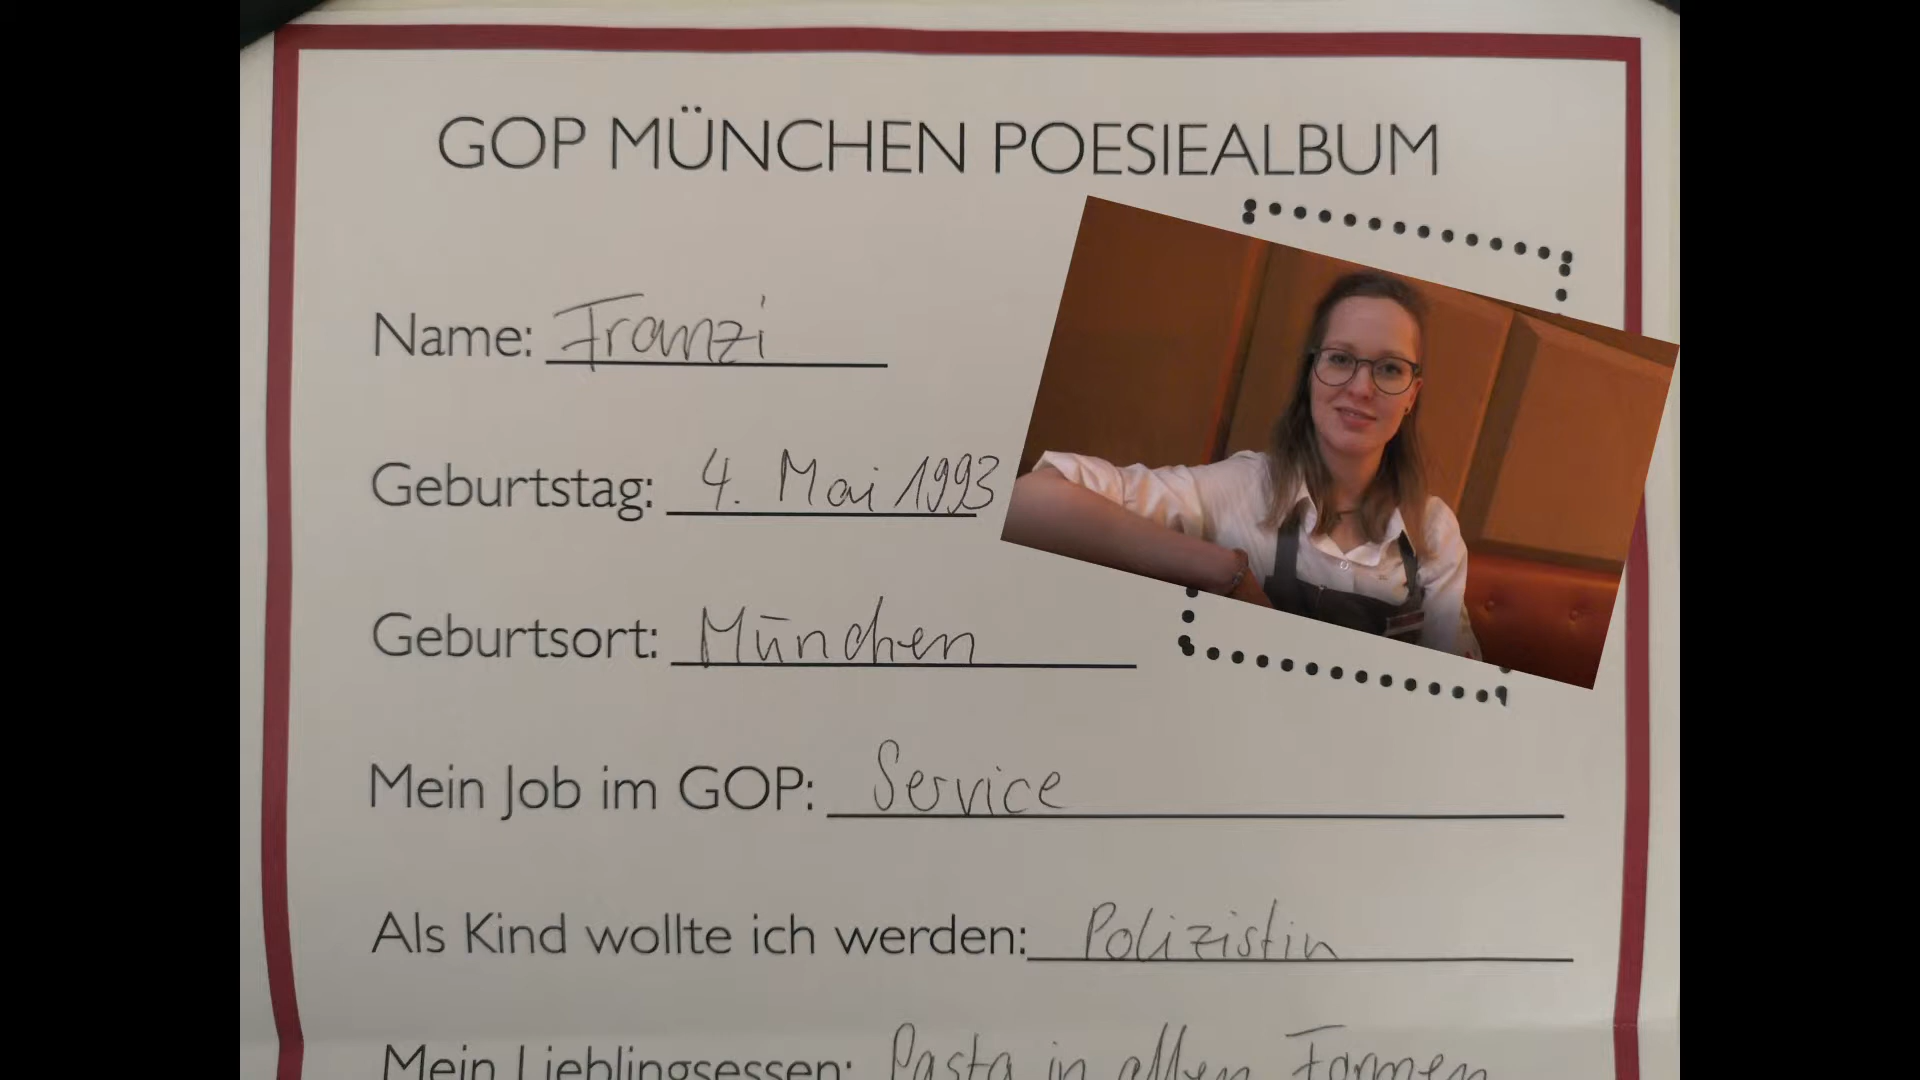 GOP MÜNCHEN POESIEALBUM
Name: Franzi
Geburtstag: 4. Mai 1993
Geburtsort: München
Mein Job im GOP: Service
Als Kind wollte ich werden: Polizistin
Mein Lieblingsessen: Pasta in allen Formen